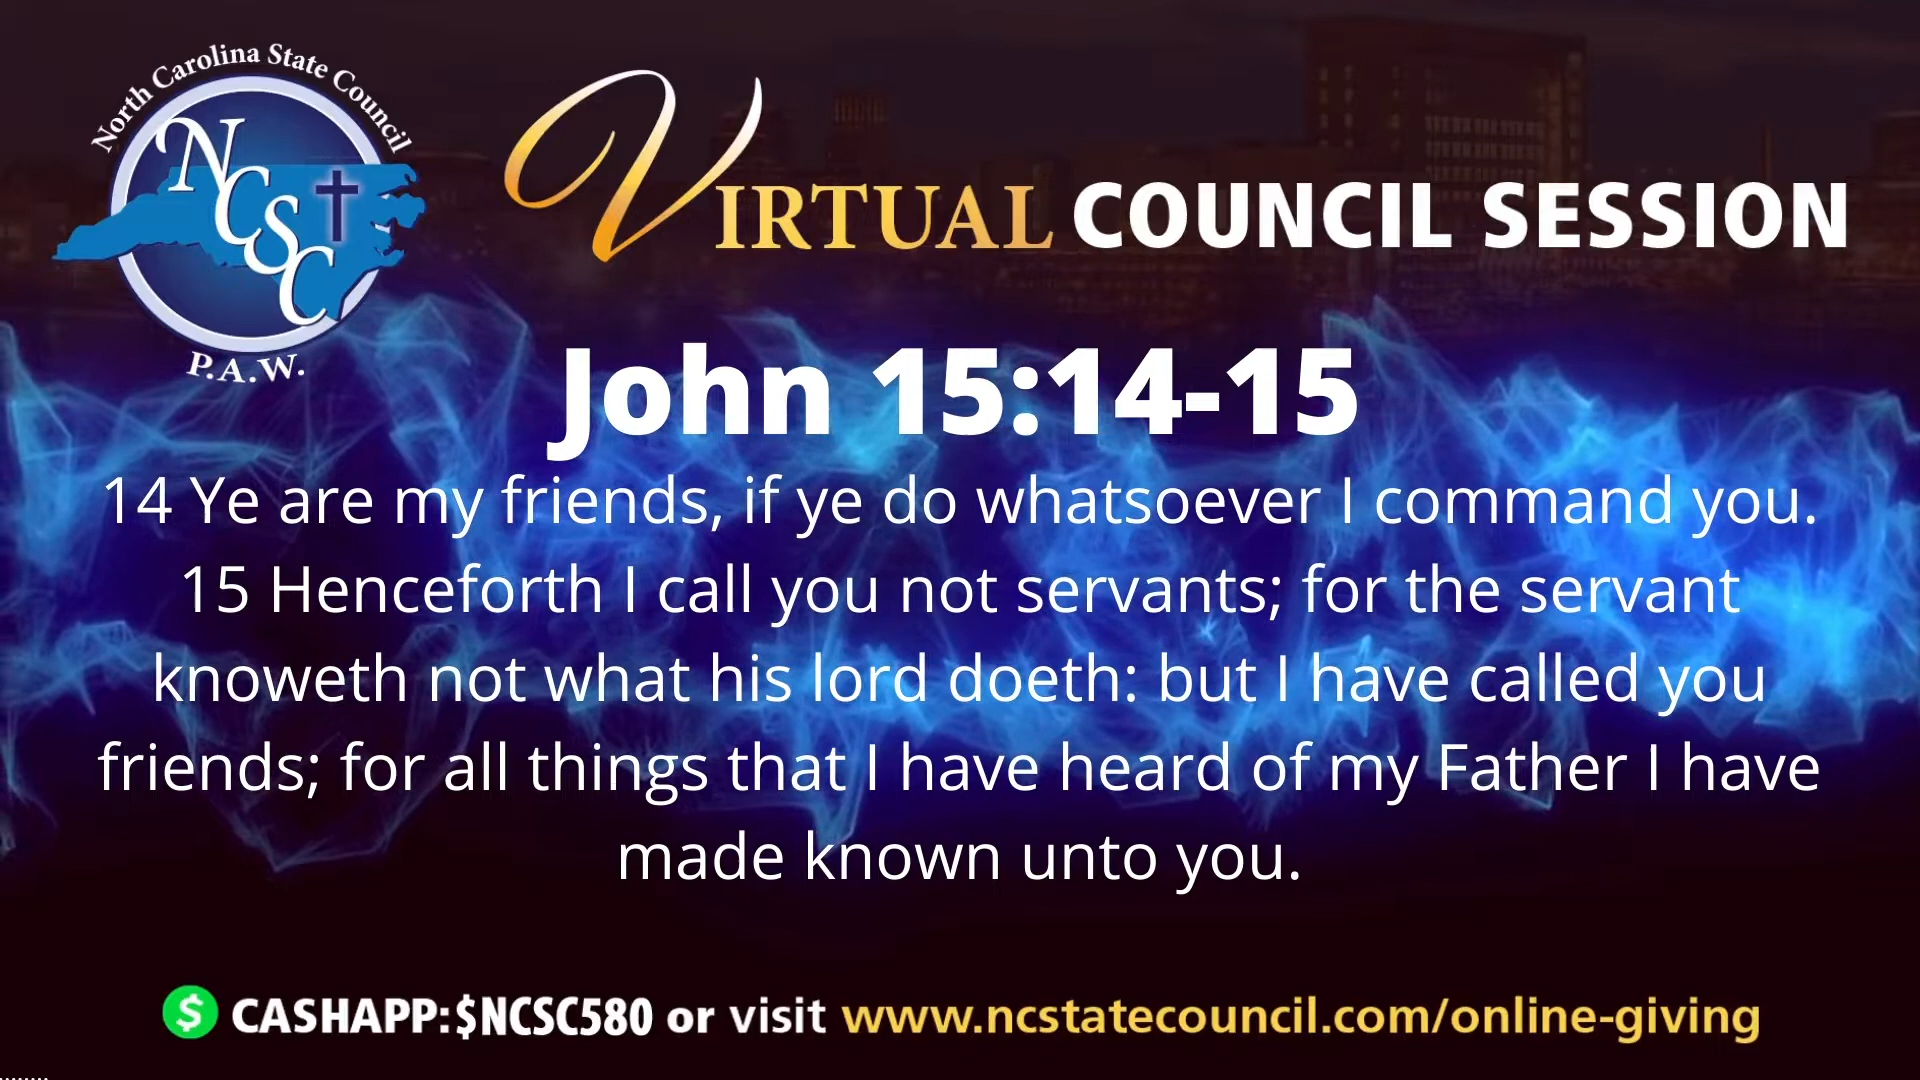 North Carolina State Council
NCSC
P.A.W.
VIRTUAL COUNCIL SESSION
John 15:14-15
14 Ye are my friends, if ye do whatsoever I command you.
15 Henceforth I call you not servants; for the servant
knoweth not what his lord doeth: but I have called you
friends; for all things that I have heard of my Father I have
made known unto you.
$ CASHAPP:$NCSC580 or visit www.ncstatecouncil.com/online-giving